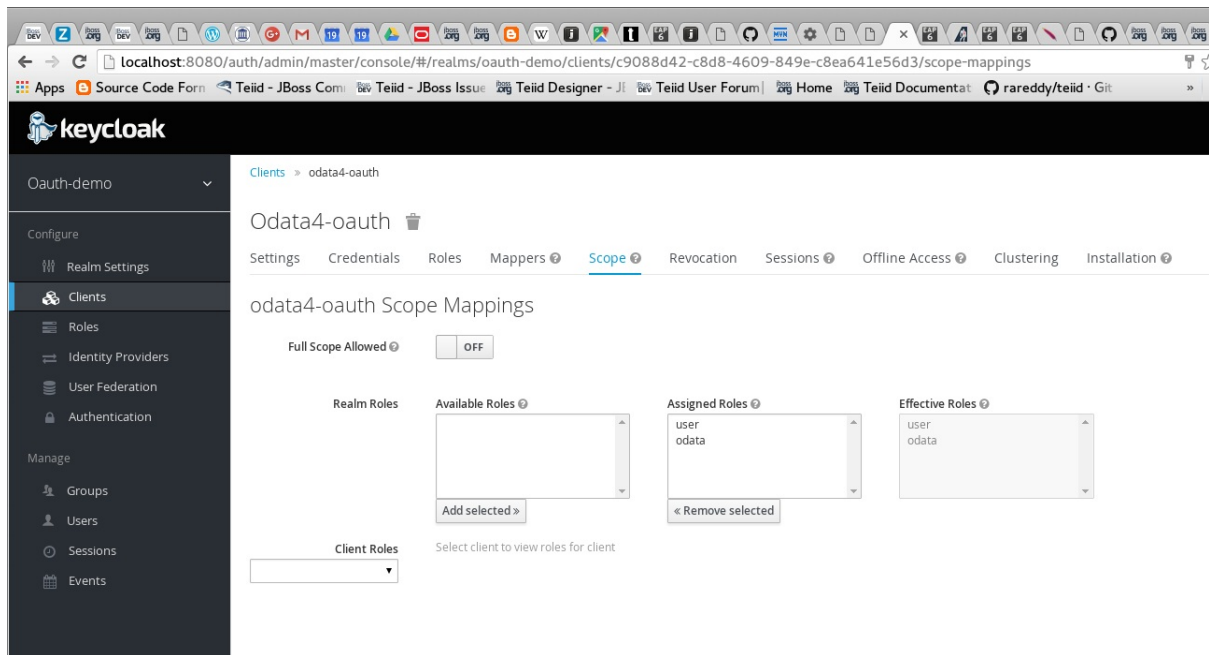 localhost:8080/auth/admin/master/console/#/realms/oauth-demo/clients/c9088d42-c8d8-4609-849e-c8ea641e56d3/scope-mappings
Apps Source Code Forn Teiid - JBoss Com Teiid - JBoss Issue Teiid Designer - JE Teiid User Forum| Home Teiid Documentat rareddy/teiid · Git »
keycloak
Oauth-demo
Clients » odata4-oauth
Odata4-oauth
Configure
Settings Credentials Roles Mappers Scope Revocation Sessions Offline Access Clustering Installation
Realm Settings
Clients
Roles
Identity Providers
User Federation
Authentication
Manage
Groups
Users
Sessions
Events
odata4-oauth Scope Mappings
Full Scope Allowed OFF
Realm Roles Available Roles Assigned Roles Effective Roles
user user
odata odata
Add selected » « Remove selected
Client Roles Select client to view roles for client